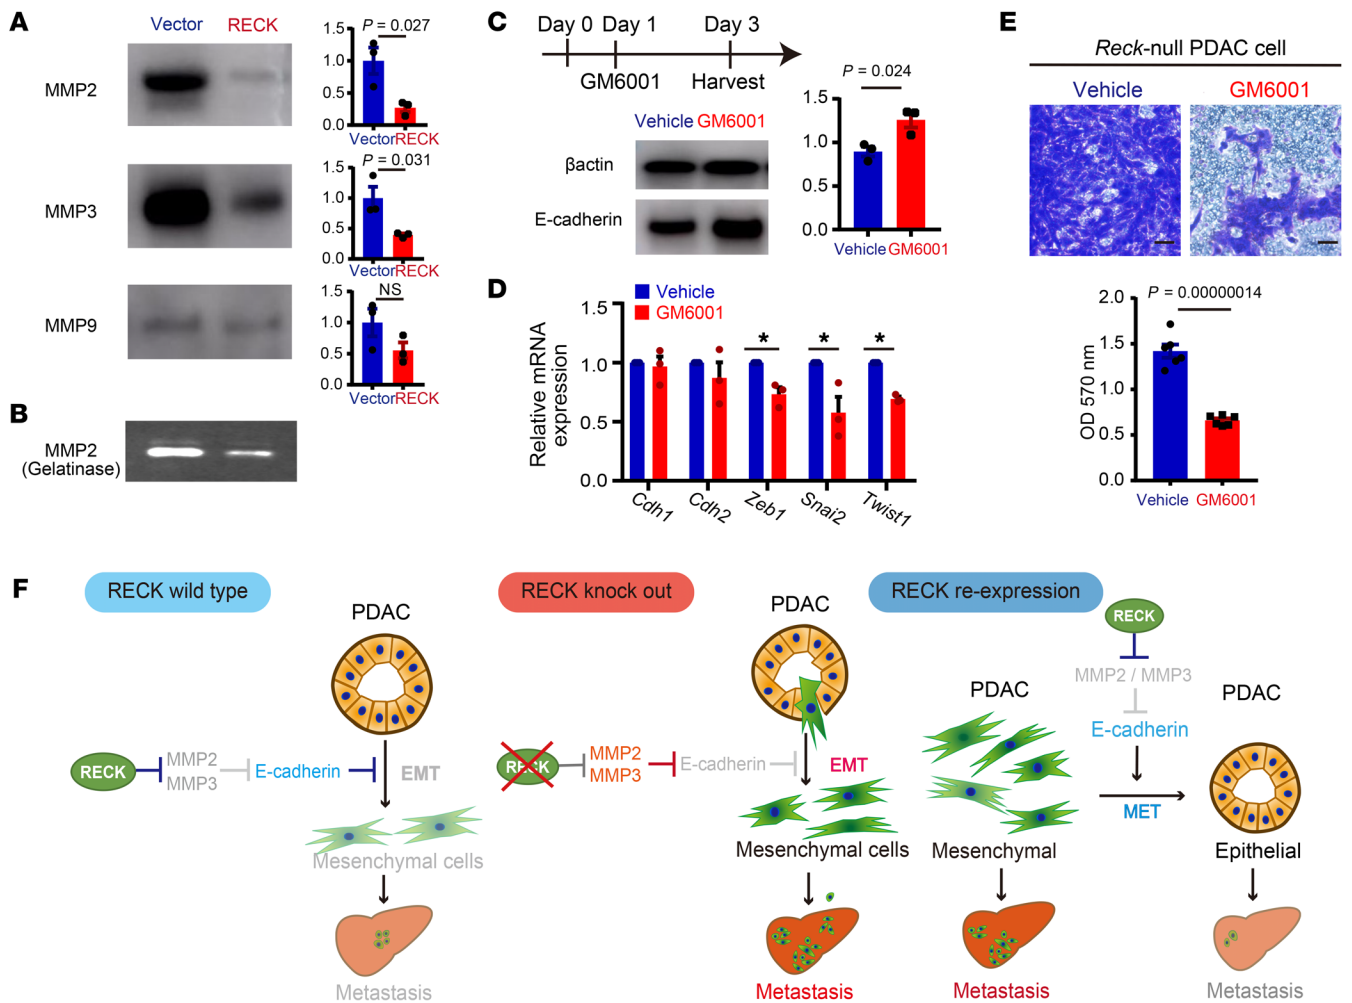 A
Vector RECK
MMP2
P = 0.027
1.5
1.0
0.5
0.0
Vector RECK
MMP3
P = 0.031
1.5
1.0
0.5
0.0
Vector RECK
MMP9
NS
1.5
1.0
0.5
0.0
Vector RECK
B
MMP2
(Gelatinase)
C
Day 0 Day 1 Day 3
GM6001 Harvest
Vehicle GM6001
βactin
E-cadherin
P = 0.024
1.5
1.0
0.5
0.0
Vehicle GM6001
D
Vehicle
GM6001
Relative mRNA
expression
1.5
1.0
0.5
0.0
* * *
Cdh1 Cdh2 Zeb1 Snai2 Twist1
E
Reck-null PDAC cell
Vehicle GM6001
P = 0.00000014
OD 570 nm
2.0
1.5
1.0
0.5
0.0
Vehicle GM6001
F
RECK wild type
PDAC
RECK
MMP2
MMP3
E-cadherin
EMT
Mesenchymal cells
Metastasis
RECK knock out
PDAC
RECK
MMP2
MMP3
E-cadherin
EMT
Mesenchymal cells
Metastasis
RECK re-expression
RECK
MMP2 / MMP3
E-cadherin
PDAC
PDAC
MET
Mesenchymal
Epithelial
Metastasis
Metastasis